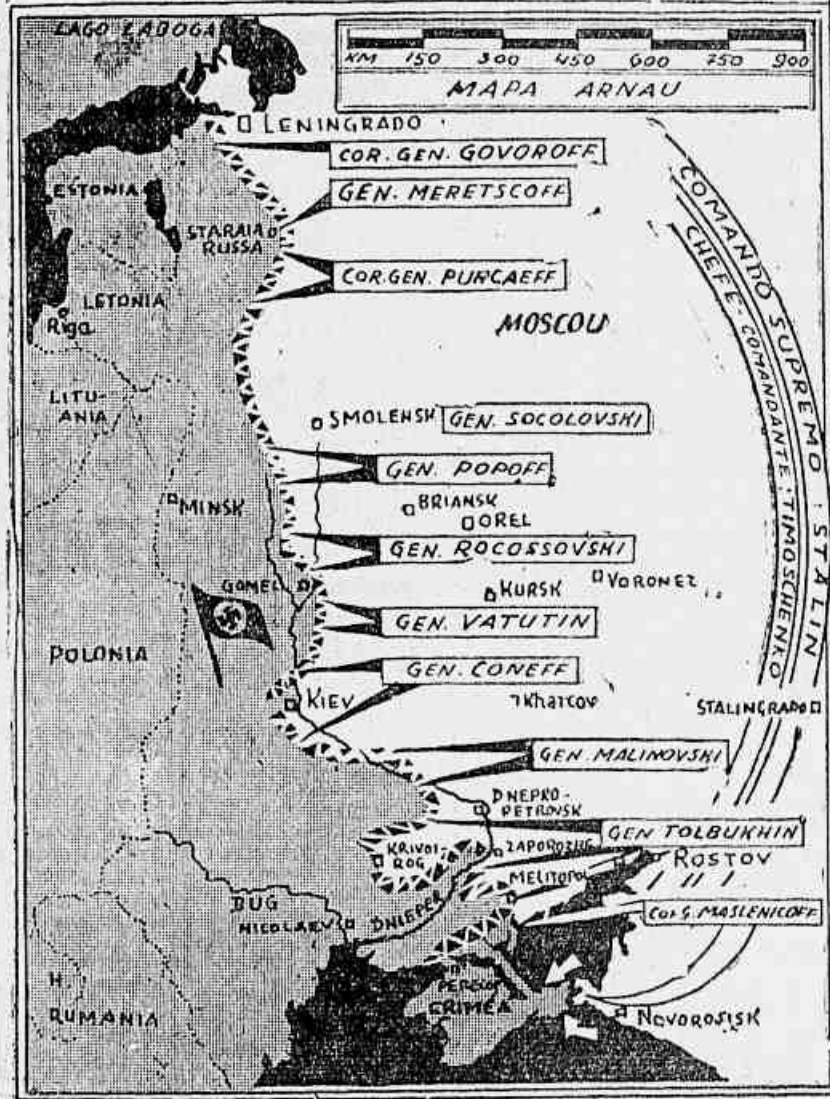 LAGO LADOGA
KM 150 300 450 600 750 900
MAPA ARNAU
LENINGRADO
COR. GEN. GOVOROFF
GEN. MERETSCOFF
ESTONIA
STARAIA
RUSSA
COR. GEN. PURCAEFF
LETONIA
Riga
MOSCOU
COMANDO SUPREMO : STALIN
CHEFE-COMANDANTE: TIMOSCHENKO
LITU-
ANIA
SMOLENSK GEN. SOCOLOVSKI
GEN. POPOFF
MINSK
BRIANSK
OREL
GEN. ROCOSSOVSKI
GOMEL
VORONEZ
KURSK
GEN. VATUTIN
POLONIA
GEN. CONEFF
KIEV
Kharcov
STALINGRADO
GEN. MALINOVSKI
DNEPRO-
PETROVSK
GEN TOLBUKHIN
KRIVOI-
ROG
ZAPOROZHE
ROSTOV
MELITOPOL
BUG
NICOLAEV
DNIEPER
COR G. MASLENICOFF
PERECOP
CRIMEA
H.
RUMANIA
NOVOROSISK